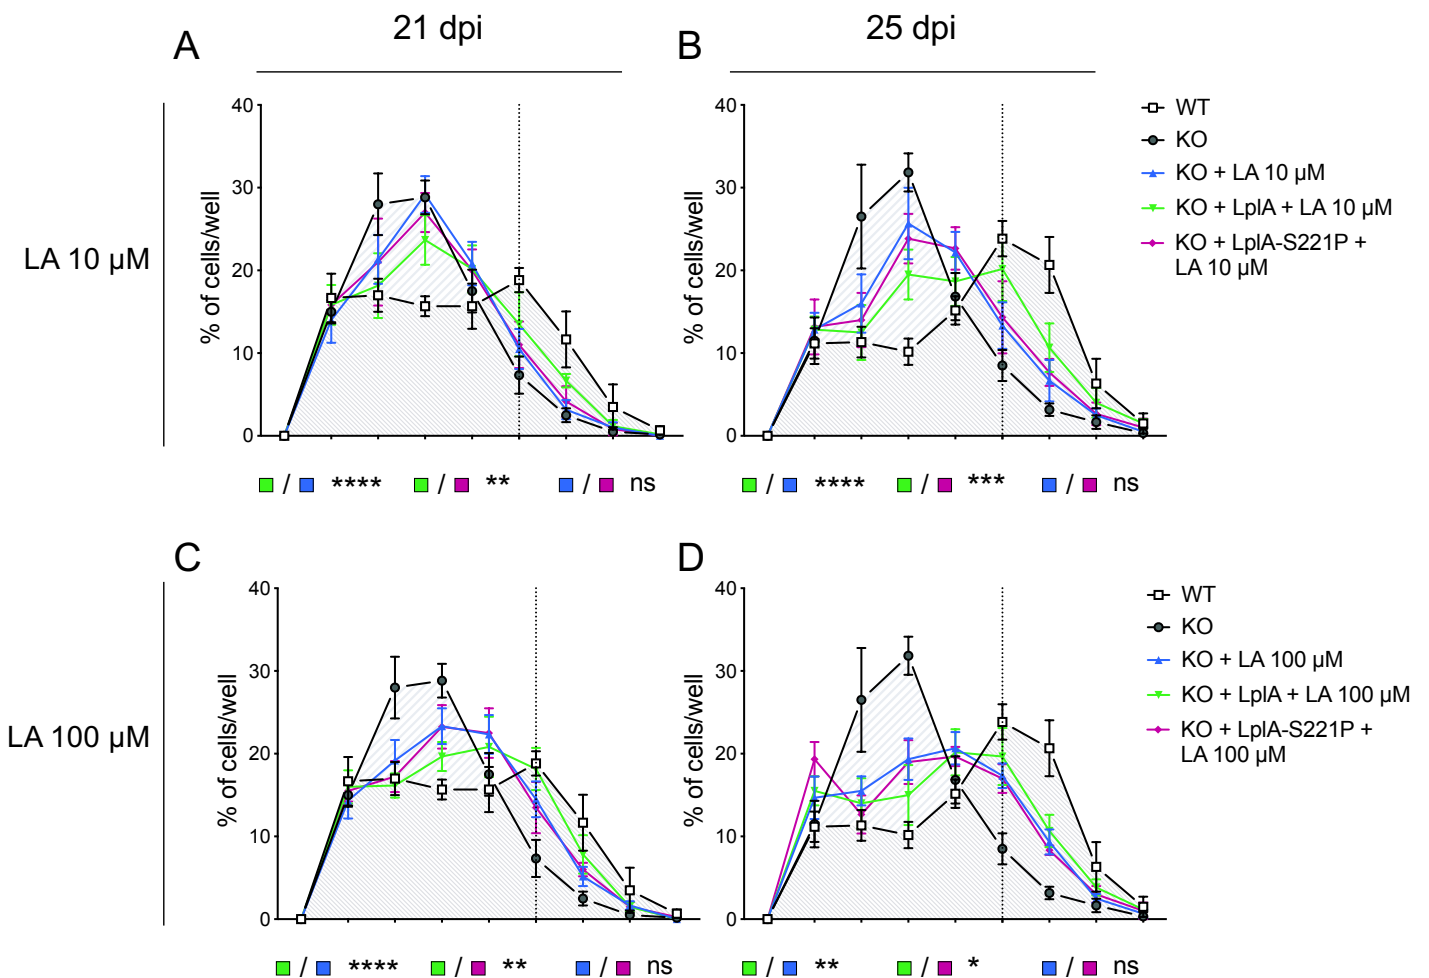 21 dpi
25 dpi
A
B
LA 10 µM
% of cells/well
40
30
20
10
0
% of cells/well
40
30
20
10
0
WT
KO
KO + LA 10 µM
KO + LplA + LA 10 µM
KO + LplA-S221P +
LA 10 µM
/ **** / ** / ns
/ **** / *** / ns
C
D
LA 100 µM
% of cells/well
40
30
20
10
0
% of cells/well
40
30
20
10
0
WT
KO
KO + LA 100 µM
KO + LplA + LA 100 µM
KO + LplA-S221P +
LA 100 µM
/ **** / ** / ns
/ ** / * / ns